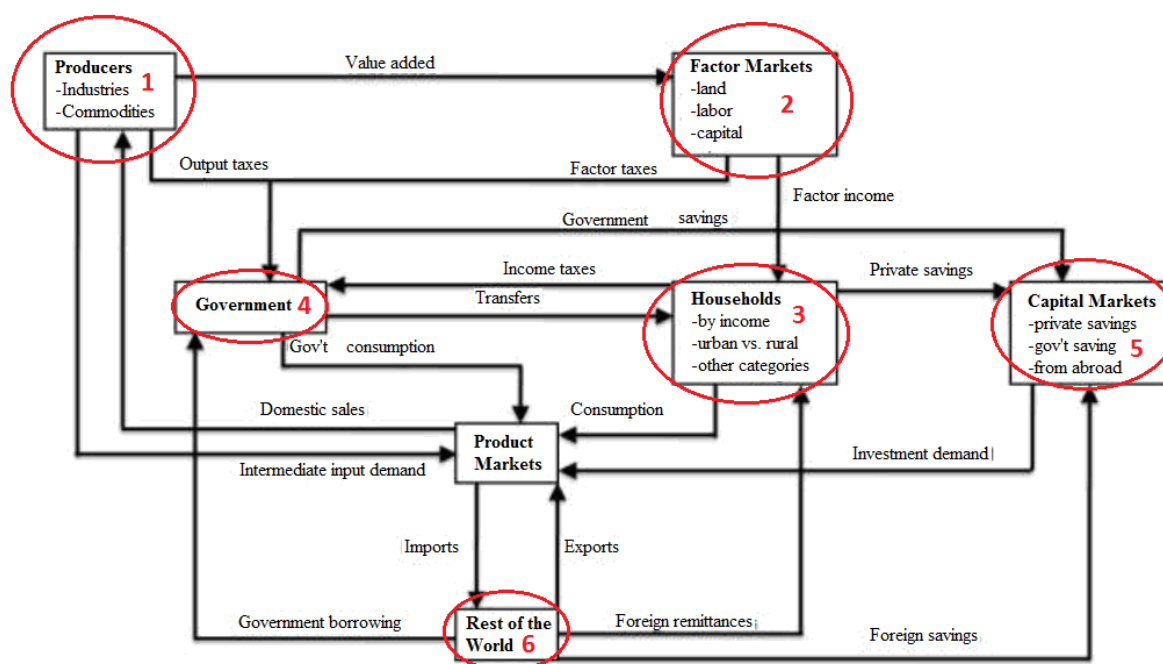 Producers 1
-Industries
-Commodities
Value added
Factor Markets
-land
-labor
-capital
2
Output taxes
Factor taxes
Factor income
Government savings
Income taxes
Private savings
Government 4
Transfers
Households
-by income
-urban vs. rural
-other categories
3
Capital Markets
-private savings
-gov't saving
-from abroad
5
Gov't consumption
Domestic sales
Consumption
Product
Markets
Intermediate input demand
Investment demand
Imports
Exports
Government borrowing
Rest of the
World 6
Foreign remittances
Foreign savings